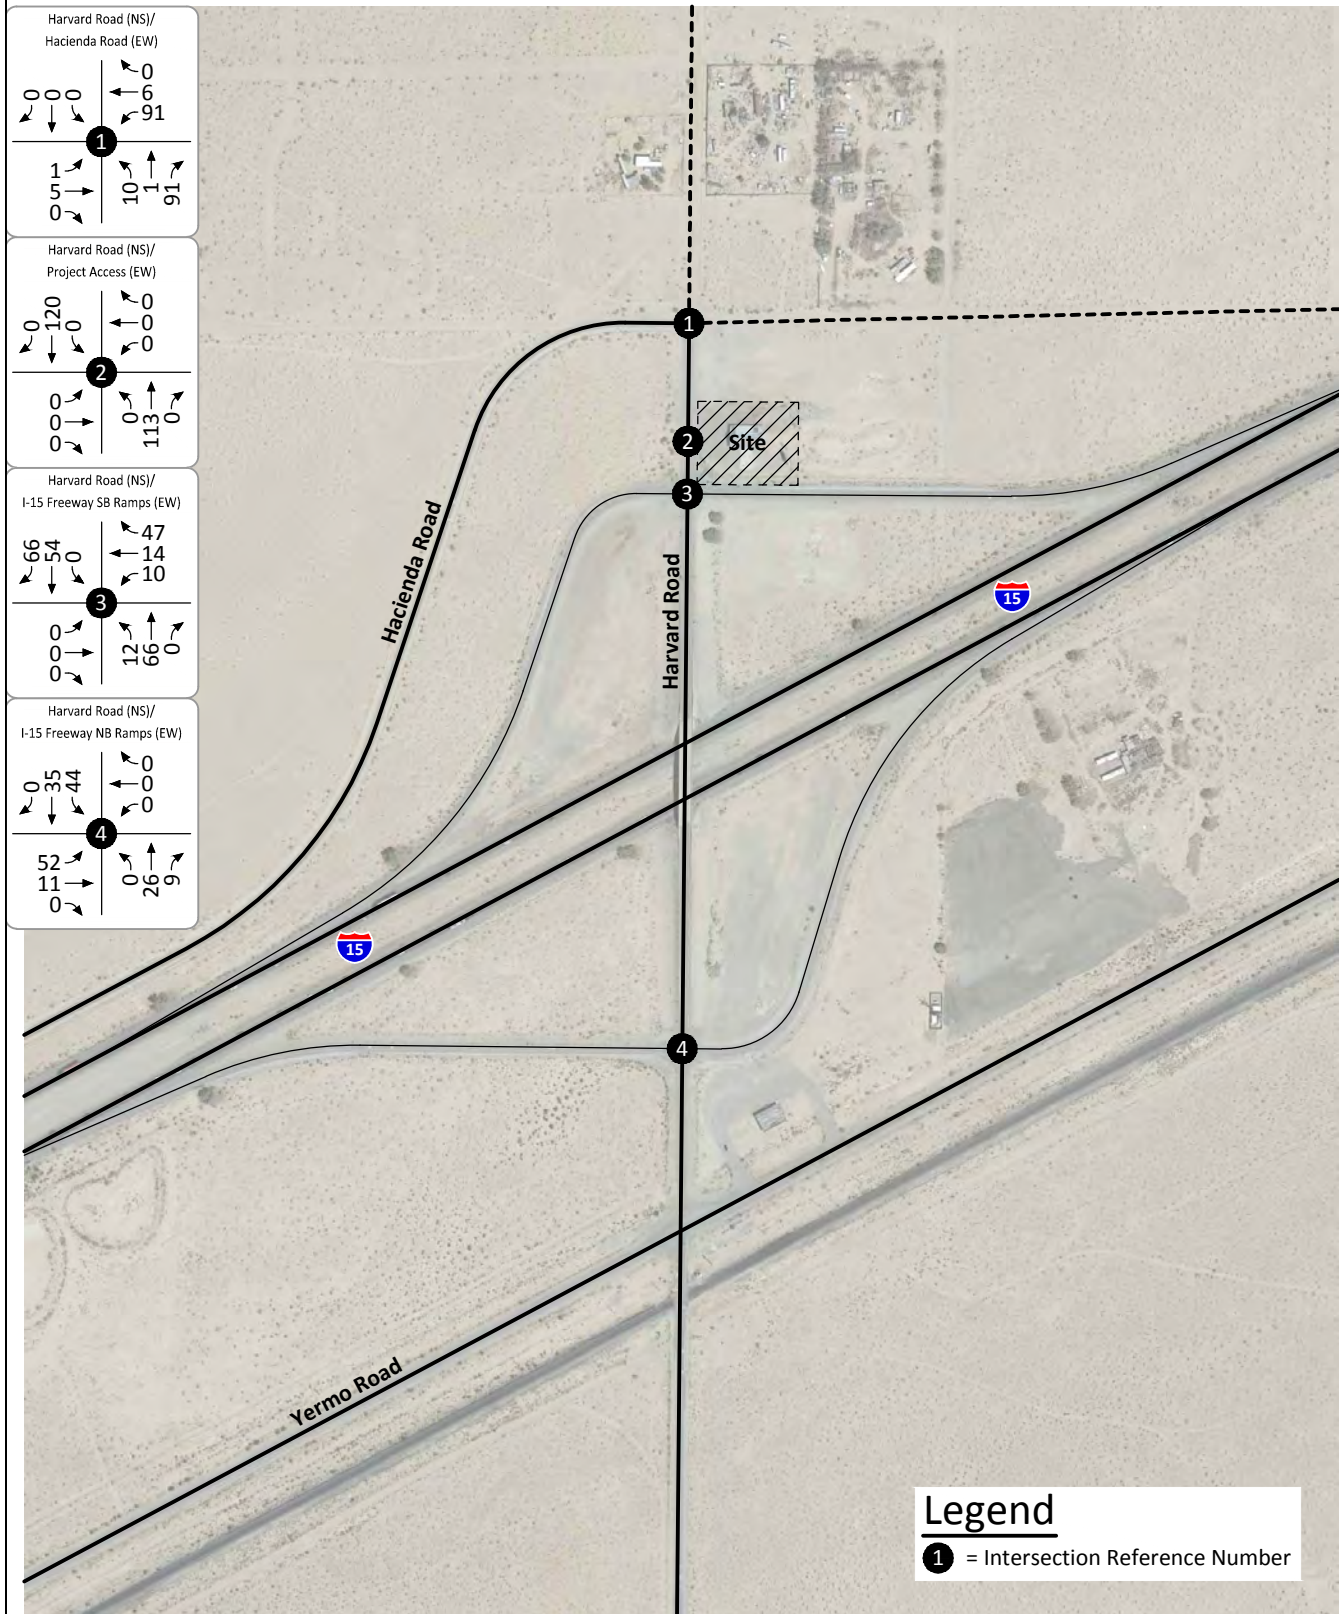 Harvard Road (NS)/
Hacienda Road (EW)
0 0 0
0
6
91
1
1
5
0
10 1 91
Harvard Road (NS)/
Project Access (EW)
0 120 0
0
0
0
2
0
0
0
0 113 0
Harvard Road (NS)/
I-15 Freeway SB Ramps (EW)
66 54 0
47
14
10
3
0
0
0
12 66 0
Harvard Road (NS)/
I-15 Freeway NB Ramps (EW)
0 35 44
0
0
0
4
52
11
0
0 26 9
1
2
Site
3
Hacienda Road
Harvard Road
15
15
4
Yermo Road
Legend
1 = Intersection Reference Number